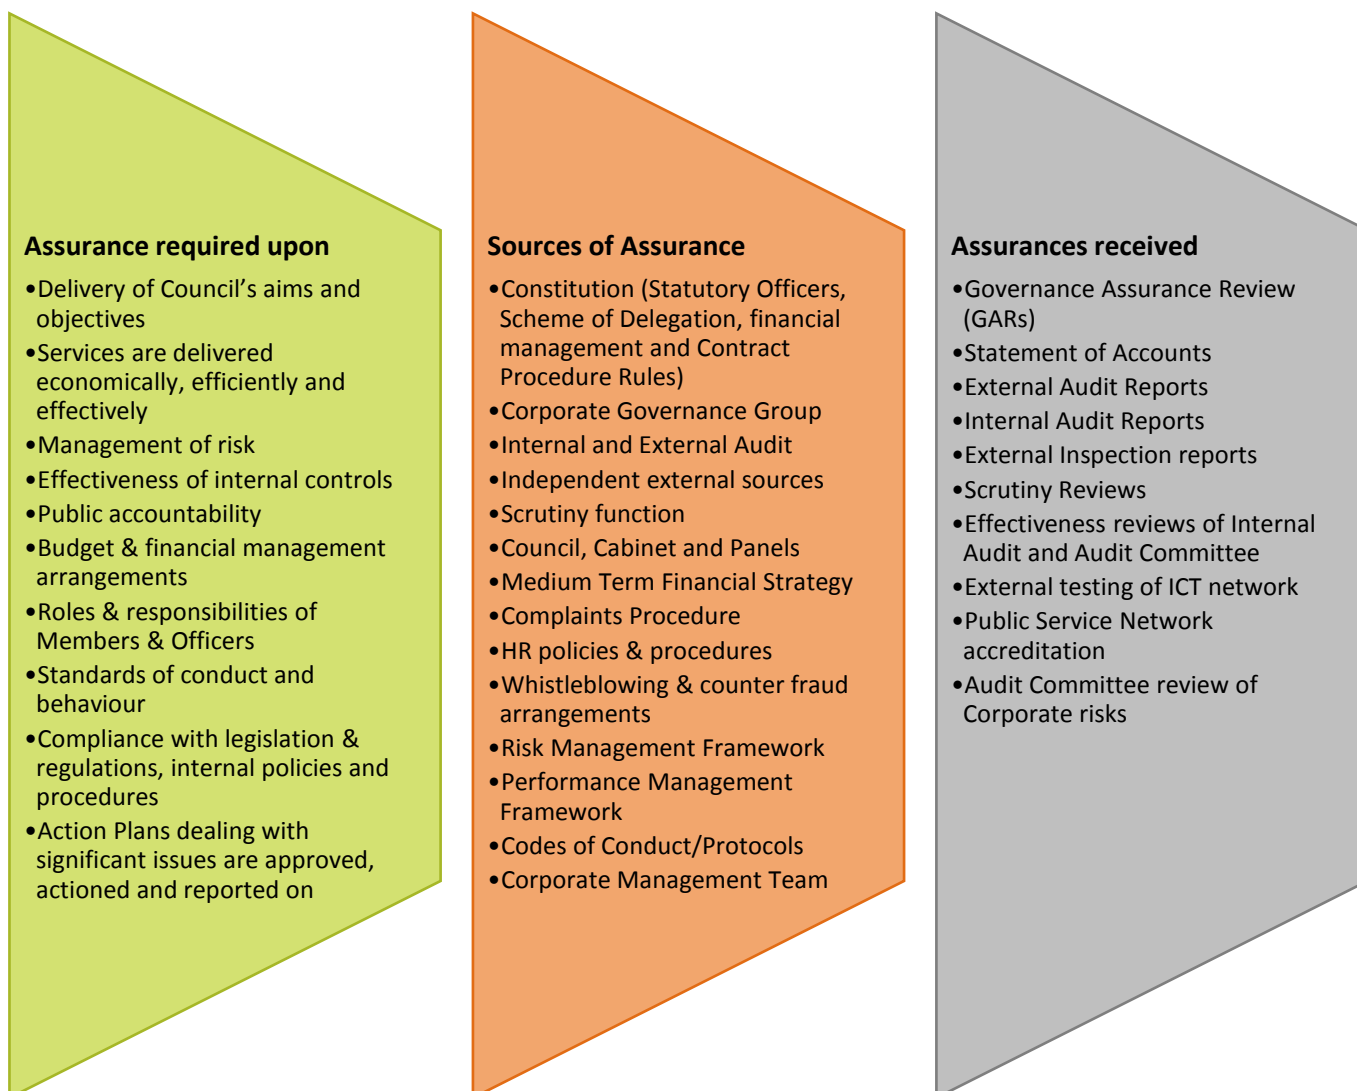 Assurance required upon
•Delivery of Council’s aims and
objectives
•Services are delivered
economically, efficiently and
effectively
•Management of risk
•Effectiveness of internal controls
•Public accountability
•Budget & financial management
arrangements
•Roles & responsibilities of
Members & Officers
•Standards of conduct and
behaviour
•Compliance with legislation &
regulations, internal policies and
procedures
•Action Plans dealing with
significant issues are approved,
actioned and reported on
Sources of Assurance
•Constitution (Statutory Officers,
Scheme of Delegation, financial
management and Contract
Procedure Rules)
•Corporate Governance Group
•Internal and External Audit
•Independent external sources
•Scrutiny function
•Council, Cabinet and Panels
•Medium Term Financial Strategy
•Complaints Procedure
•HR policies & procedures
•Whistleblowing & counter fraud
arrangements
•Risk Management Framework
•Performance Management
Framework
•Codes of Conduct/Protocols
•Corporate Management Team
Assurances received
•Governance Assurance Review
(GARs)
•Statement of Accounts
•External Audit Reports
•Internal Audit Reports
•External Inspection reports
•Scrutiny Reviews
•Effectiveness reviews of Internal
Audit and Audit Committee
•External testing of ICT network
•Public Service Network
accreditation
•Audit Committee review of
Corporate risks